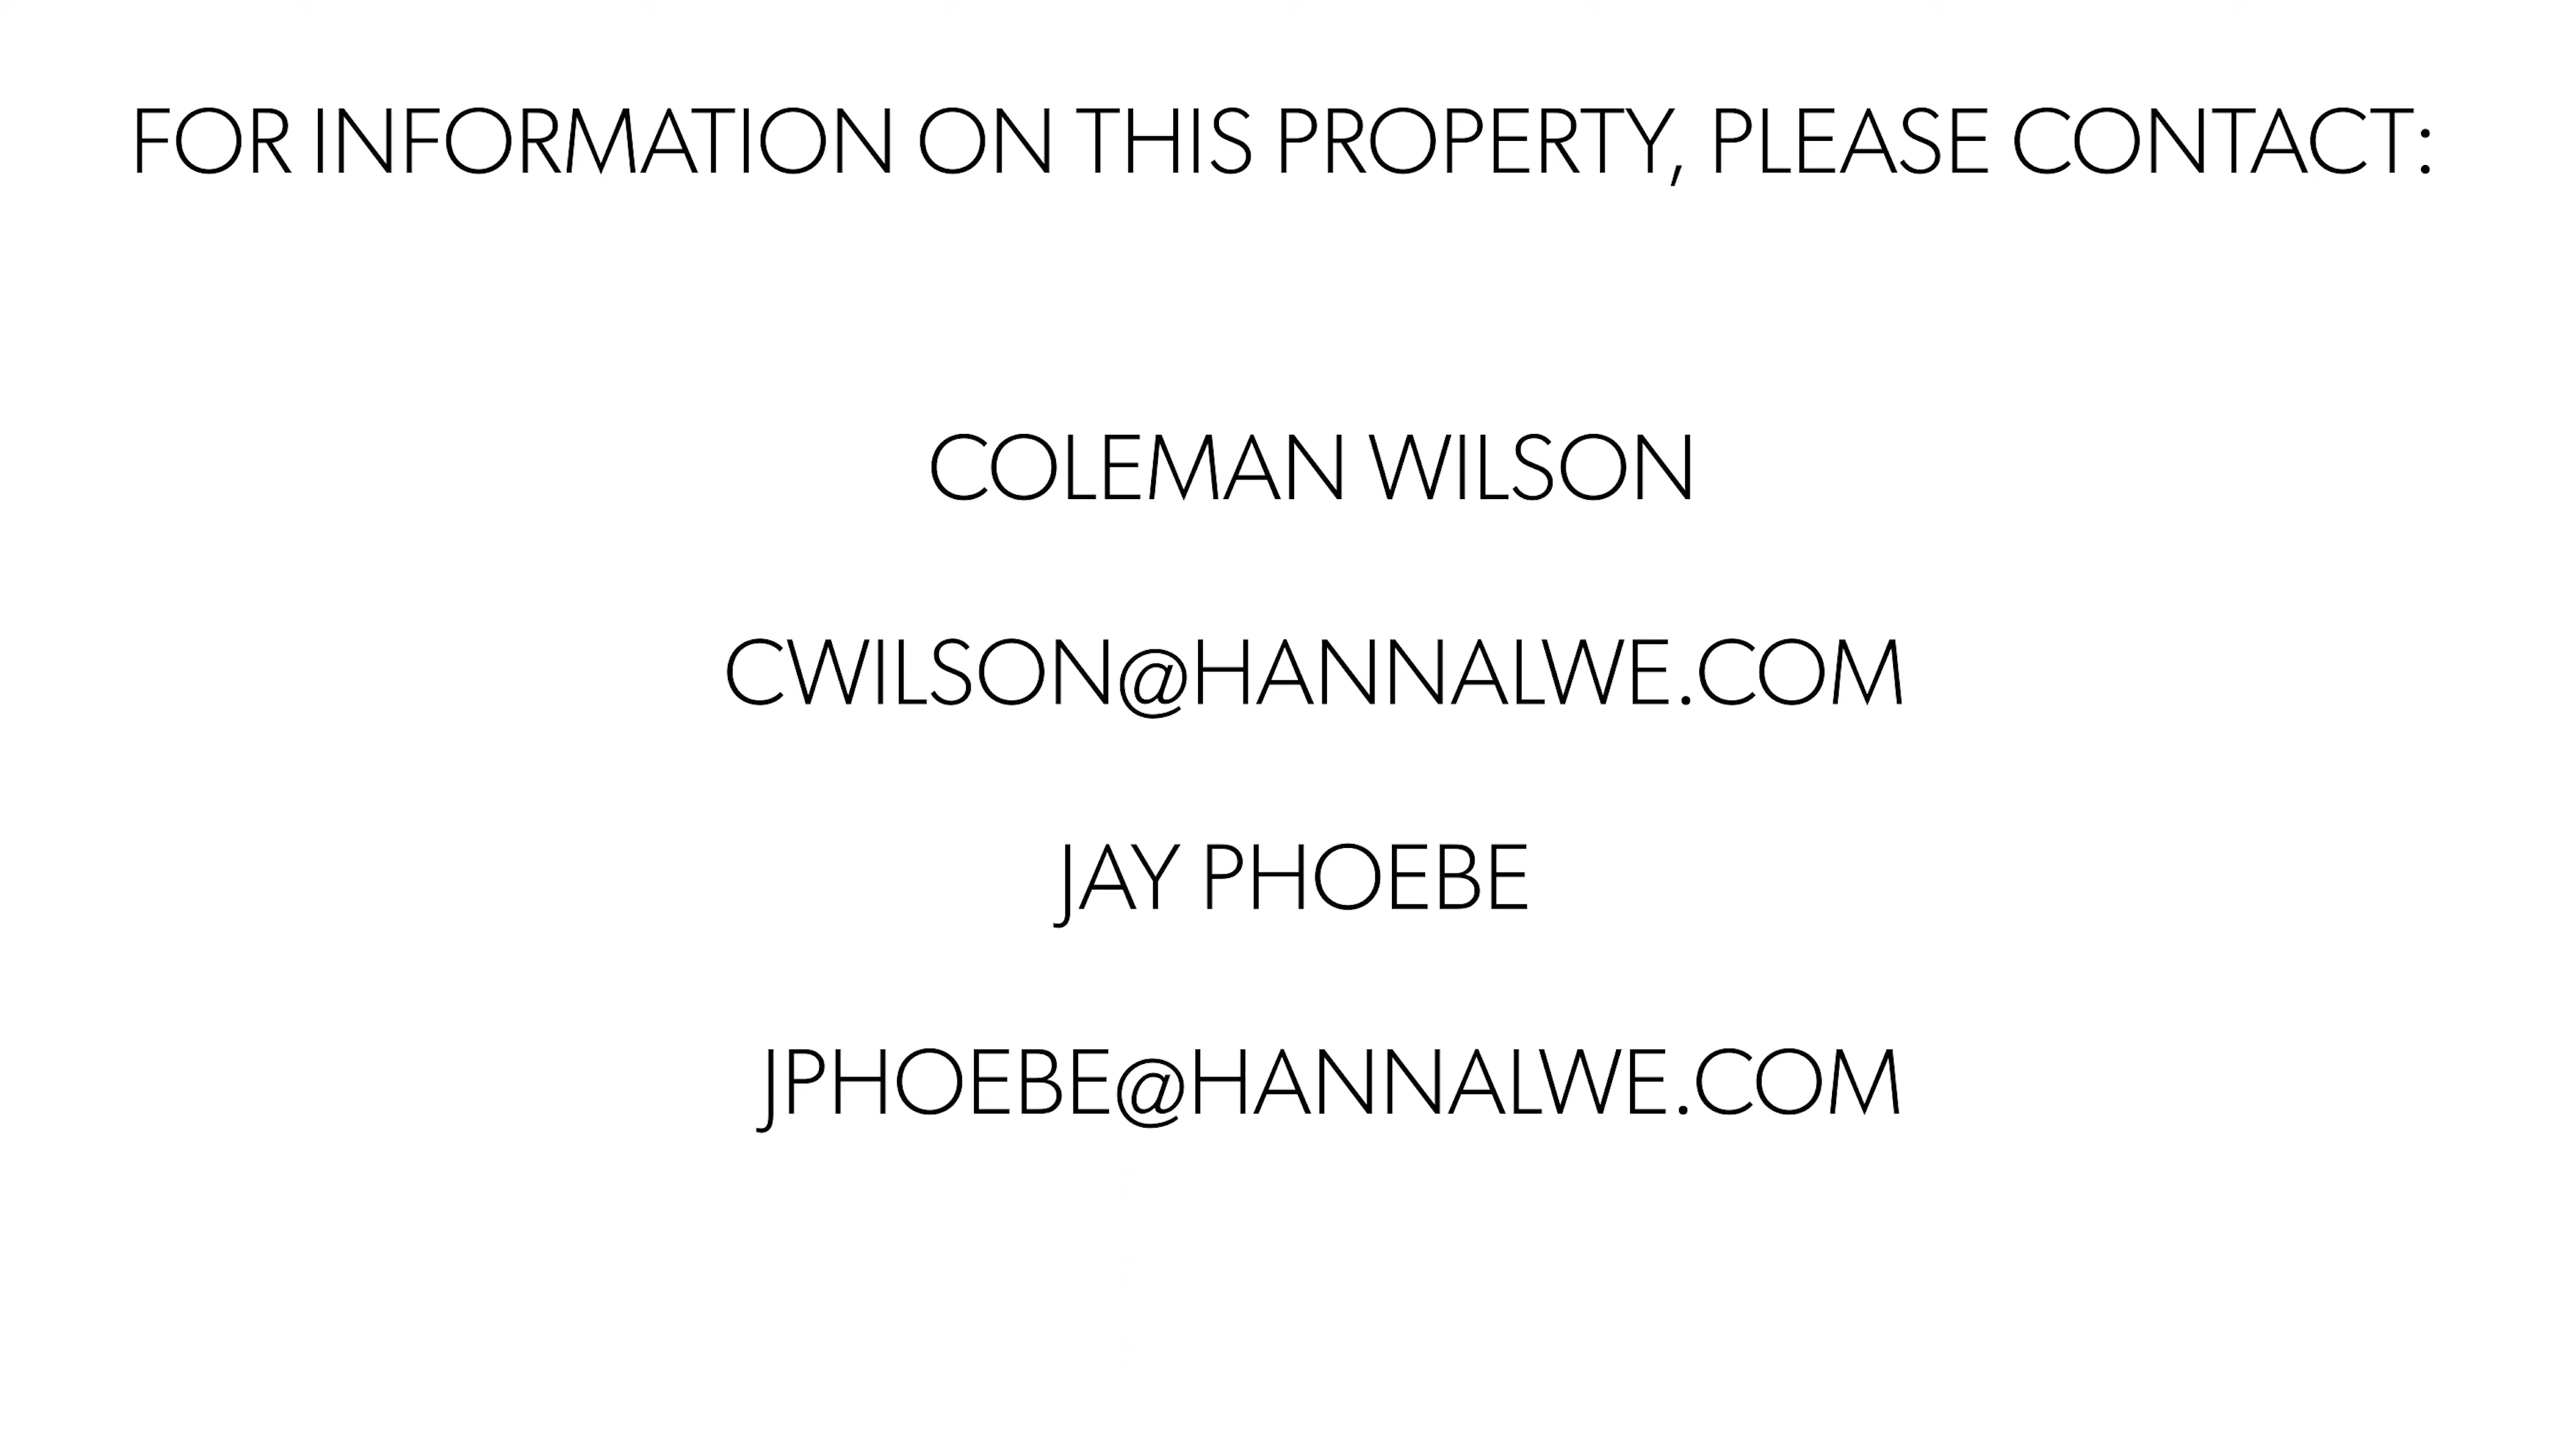 FOR INFORMATION ON THIS PROPERTY, PLEASE CONTACT:
COLEMAN WILSON
CWILSON@HANNALWE.COM
JAY PHOEBE
JPHOEBE@HANNALWE.COM